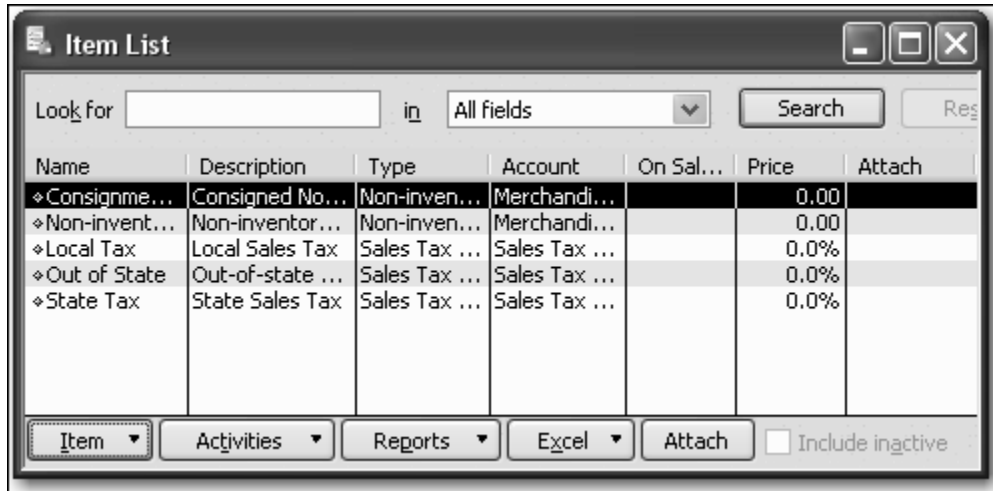 Item List
Look for in All fields Search Res
Name Description Type Account On Sal... Price Attach
Consignme... Consigned No... Non-inven... Merchandi... 0.00
Non-invent... Non-inventor... Non-inven... Merchandi... 0.00
Local Tax Local Sales Tax Sales Tax ... Sales Tax ... 0.0%
Out of State Out-of-state ... Sales Tax ... Sales Tax ... 0.0%
State Tax State Sales Tax Sales Tax ... Sales Tax ... 0.0%
Item Activities Reports Excel Attach Include inactive